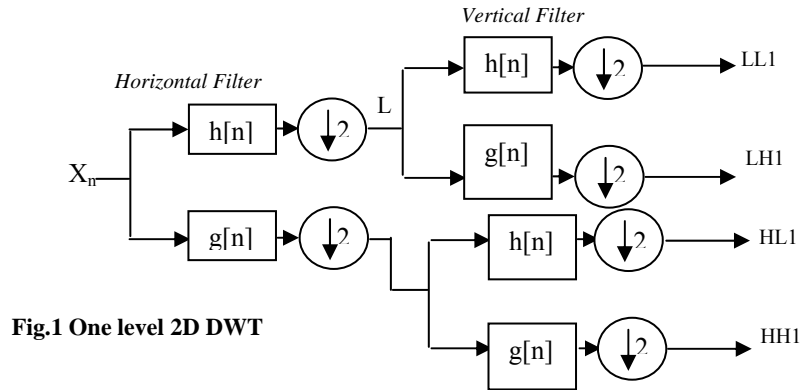 Vertical Filter
h[n]
↓2
LL1
Horizontal Filter
L
h[n]
↓2
g[n]
↓2
LH1
Xn
g[n]
↓2
h[n]
↓2
HL1
Fig.1 One level 2D DWT
g[n]
↓2
HH1